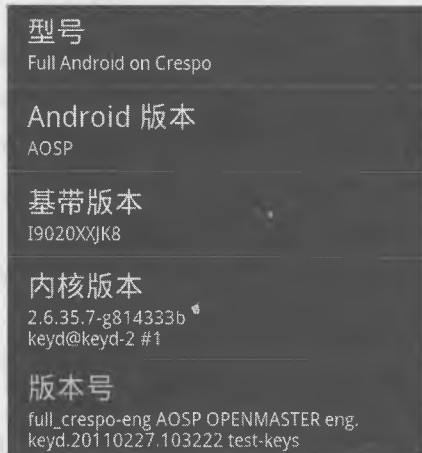 型号
Full Android on Crespo
Android 版本
AOSP
基带版本
I9020XXJK8
内核版本
2.6.35.7-g814333b
keyd@keyd-2 #1
版本号
full_crespo-eng AOSP OPENMASTER eng.
keyd.20110227.103222 test-keys